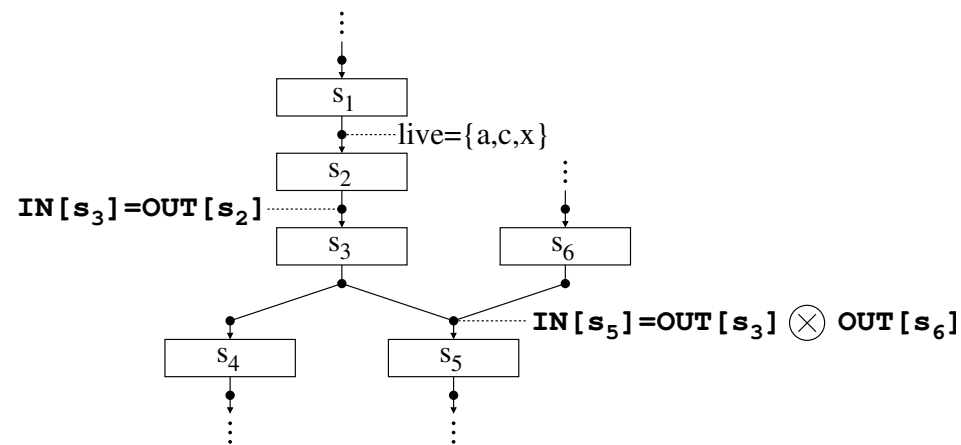 ⋮
s₁
live={a,c,x}
s₂
⋮
IN[s₃]=OUT[s₂]
s₃
s₆
IN[s₅]=OUT[s₃] ⊗ OUT[s₆]
s₄
s₅
⋮
⋮